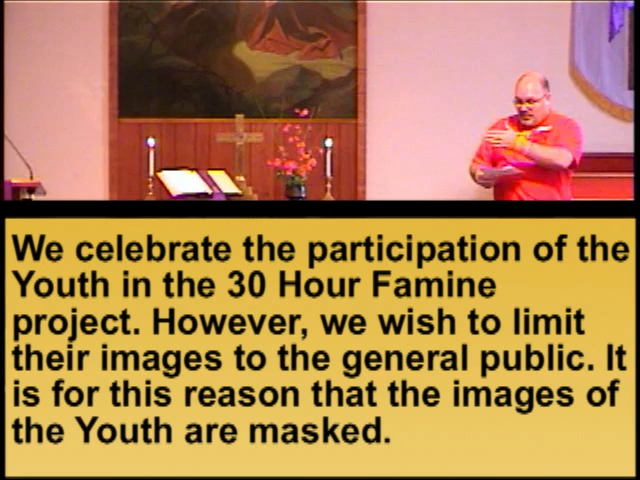 We celebrate the participation of the
Youth in the 30 Hour Famine
project. However, we wish to limit
their images to the general public. It
is for this reason that the images of
the Youth are masked.